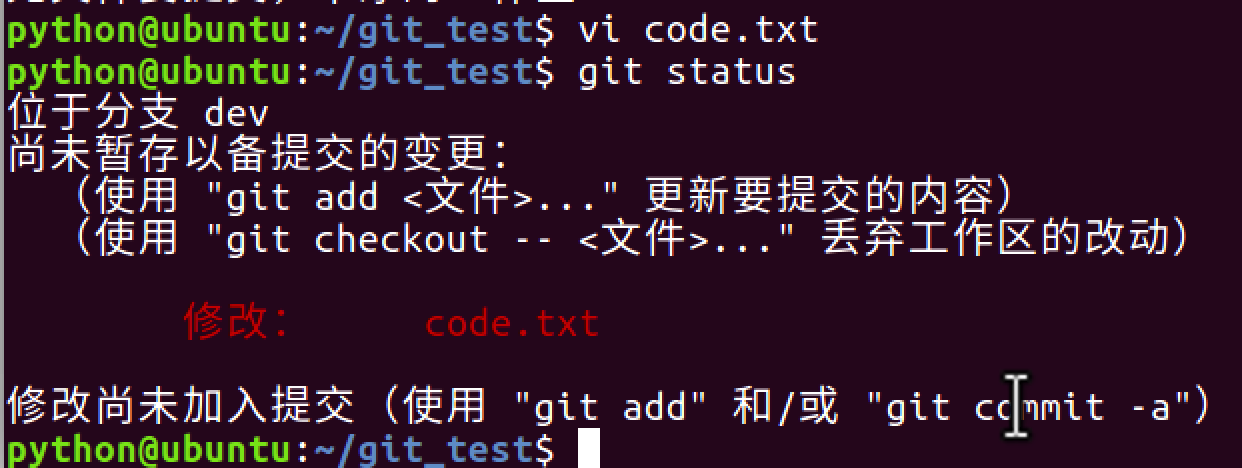 python@ubuntu:~/git_test$ vi code.txt
python@ubuntu:~/git_test$ git status
位于分支 dev
尚未暂存以备提交的变更：
（使用 "git add <文件>..." 更新要提交的内容）
（使用 "git checkout -- <文件>..." 丢弃工作区的改动）
修改： code.txt
修改尚未加入提交（使用 "git add" 和/或 "git commit -a"）
python@ubuntu:~/git_test$